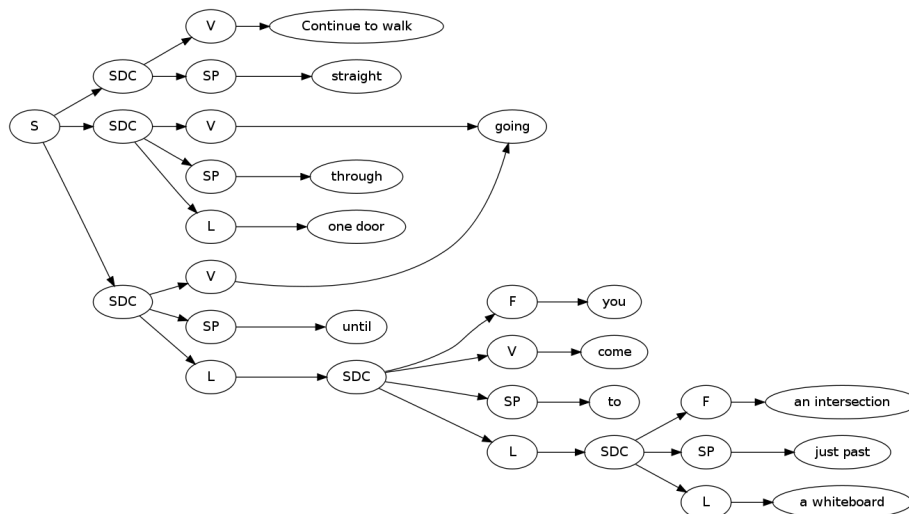 V Continue to walk
SDC SP straight
S SDC V going
SP through
L one door
V
SDC F you
SP until
V come
L SDC
SP to F an intersection
L SDC SP just past
L a whiteboard